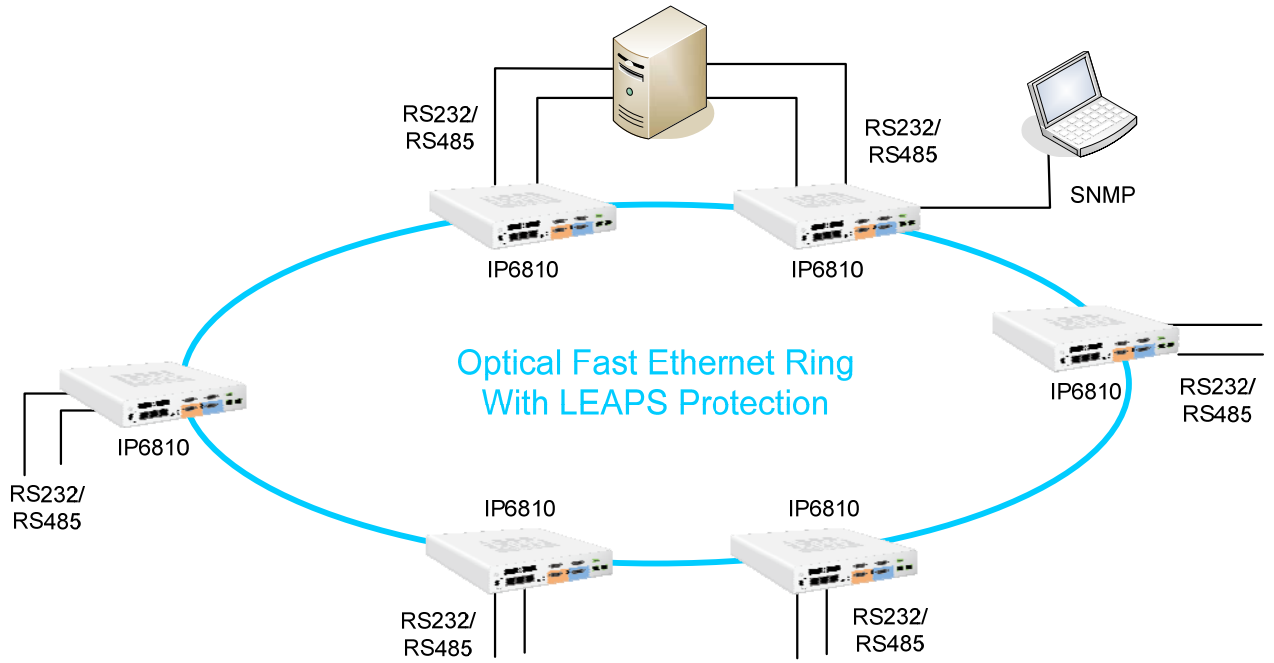 RS232/
RS485
RS232/
RS485
SNMP
IP6810
IP6810
Optical Fast Ethernet Ring
With LEAPS Protection
IP6810
RS232/
RS485
IP6810
RS232/
RS485
IP6810
IP6810
RS232/
RS485
RS232/
RS485